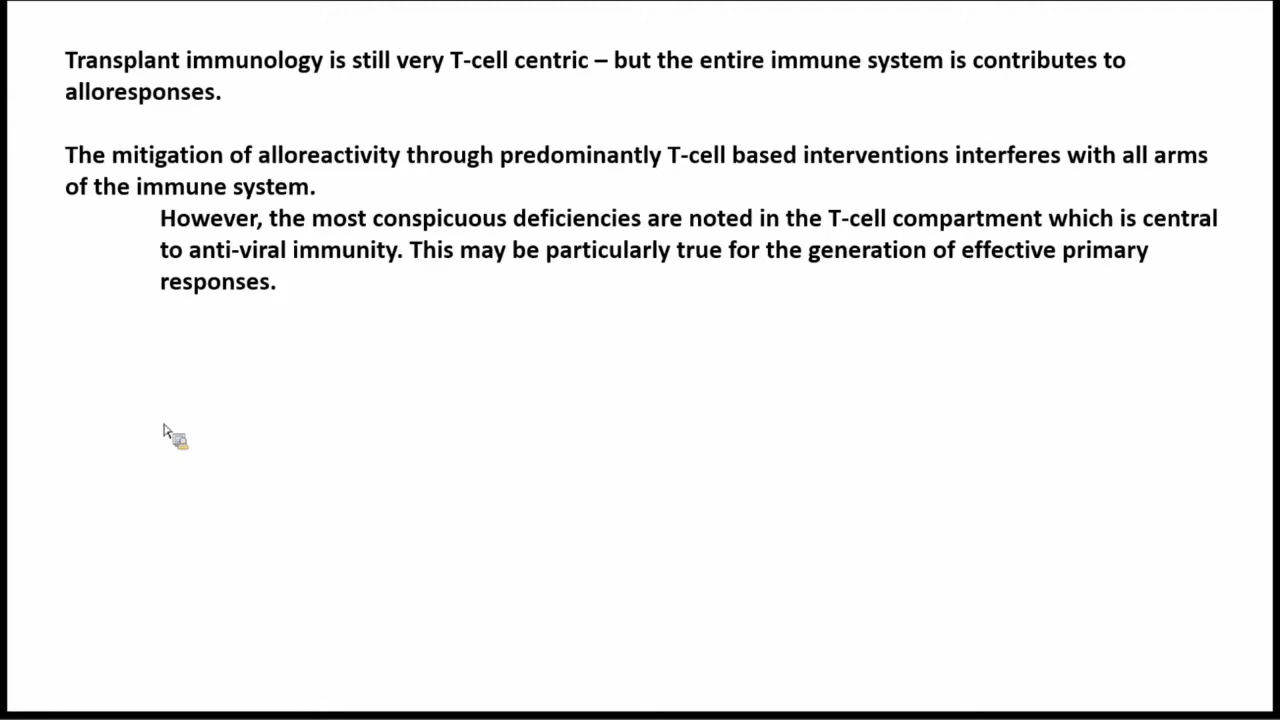 Transplant immunology is still very T-cell centric – but the entire immune system is contributes to
alloresponses.
The mitigation of alloreactivity through predominantly T-cell based interventions interferes with all arms
of the immune system.
However, the most conspicuous deficiencies are noted in the T-cell compartment which is central
to anti-viral immunity. This may be particularly true for the generation of effective primary
responses.